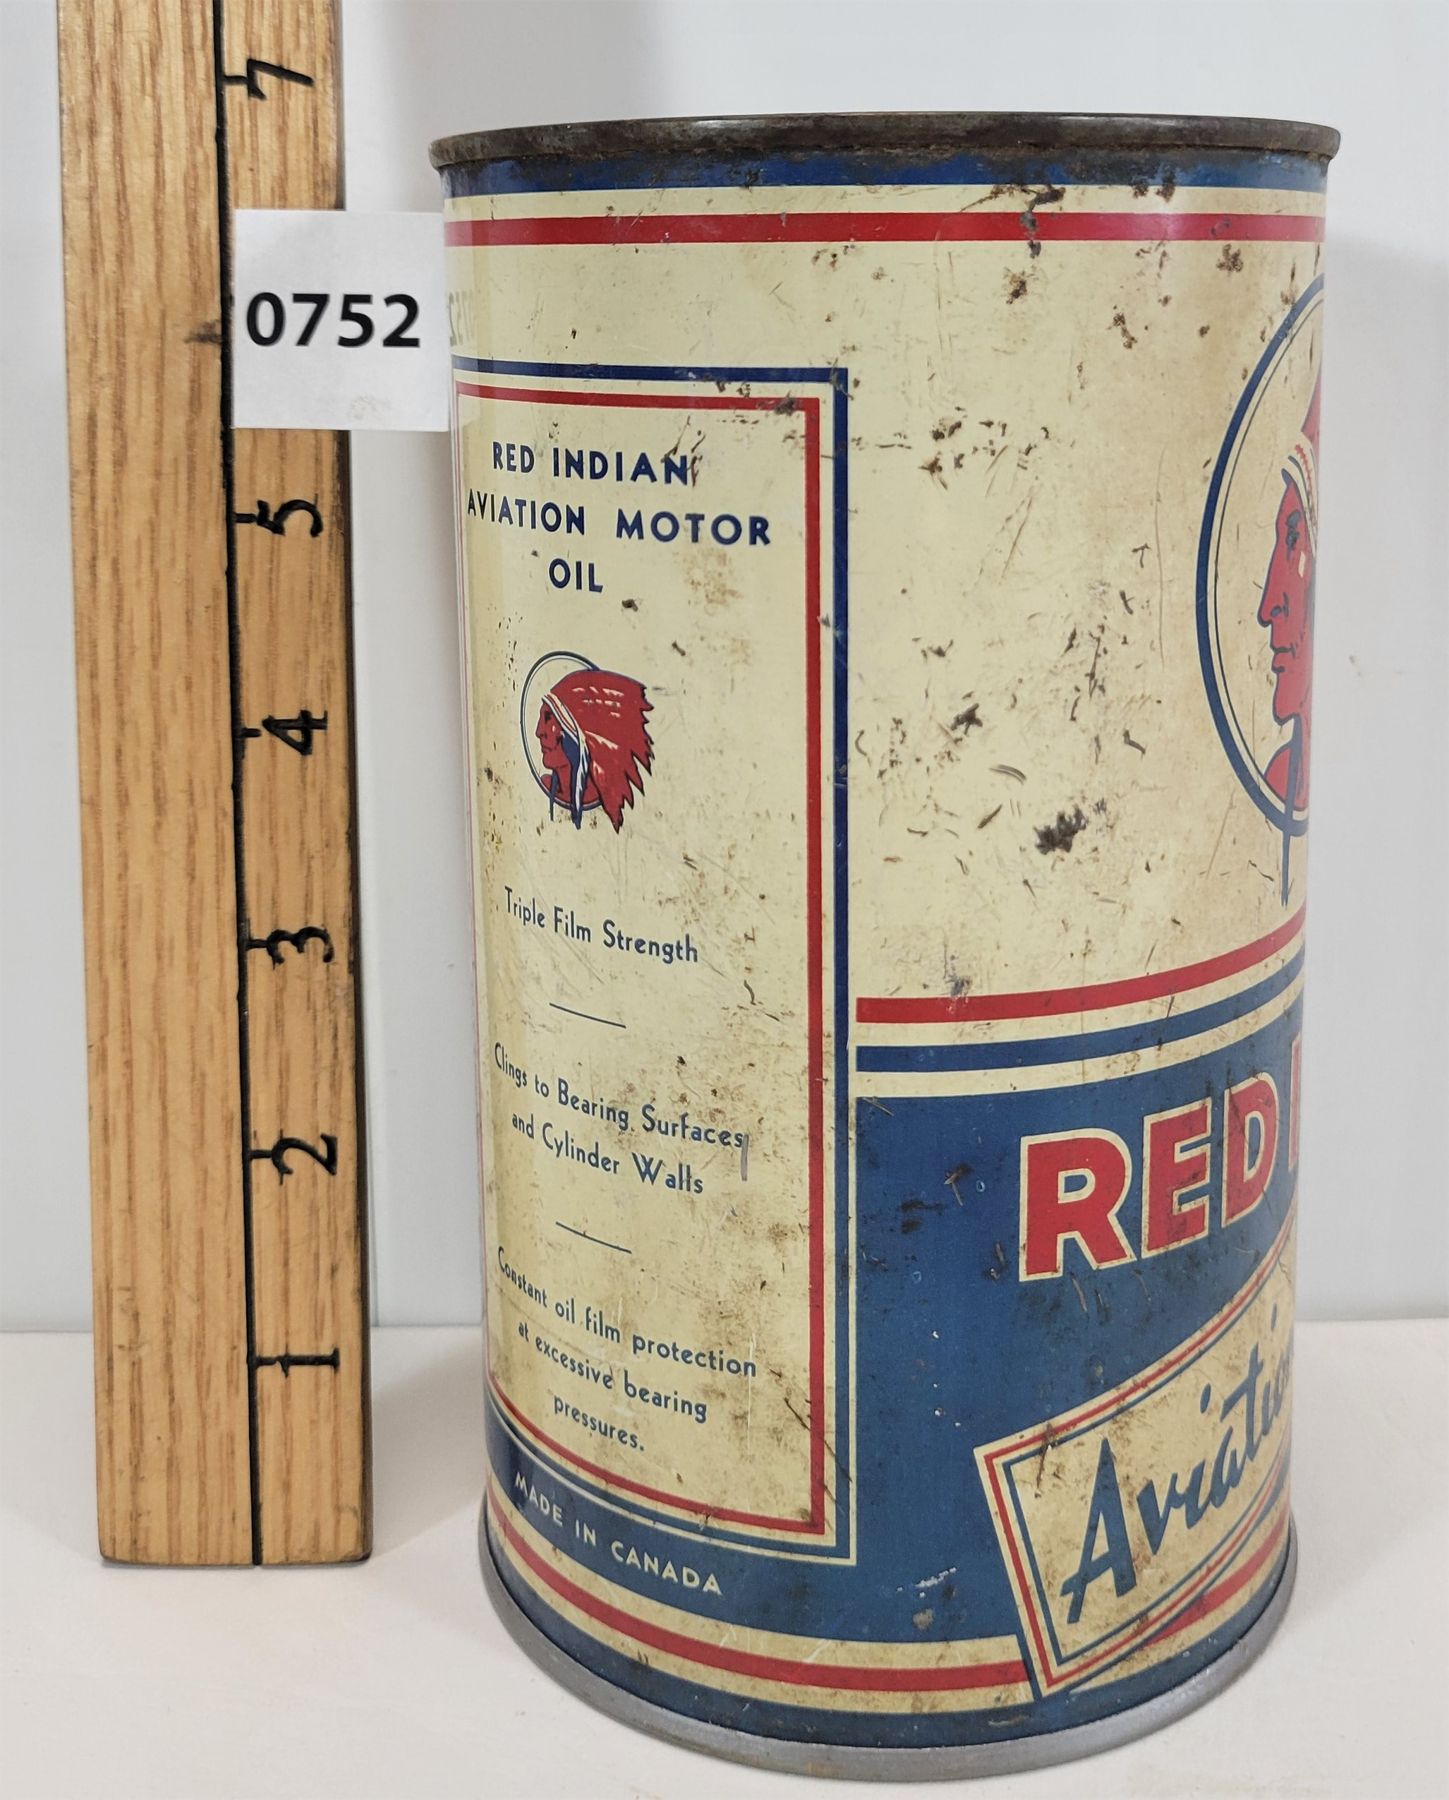 7
0752
5
4
3
2
1
RED INDIAN
AVIATION MOTOR
OIL
Triple Film Strength
Clings to Bearing Surfaces
and Cylinder Walls
Constant oil film protection
at excessive bearing
pressures.
MADE IN CANADA
RED
Aviation